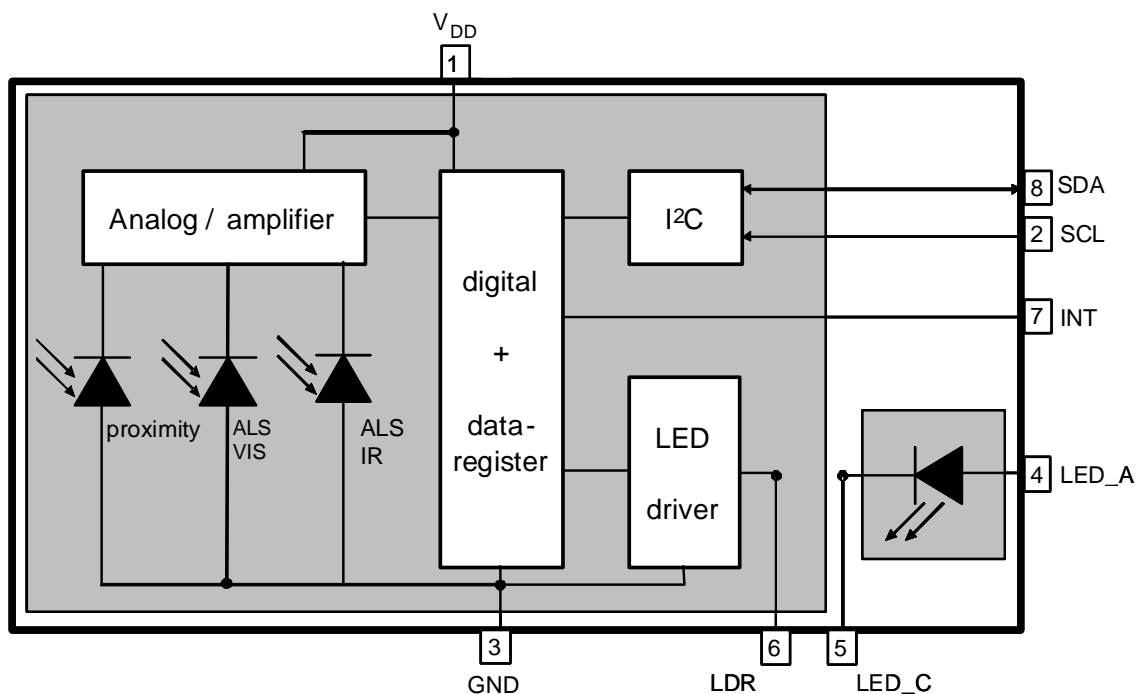 VDD
1
Analog / amplifier
I²C
8 SDA
2 SCL
digital
+
data-
register
7 INT
proximity
ALS
VIS
ALS
IR
LED
driver
4 LED_A
3
GND
6
LDR
5
LED_C